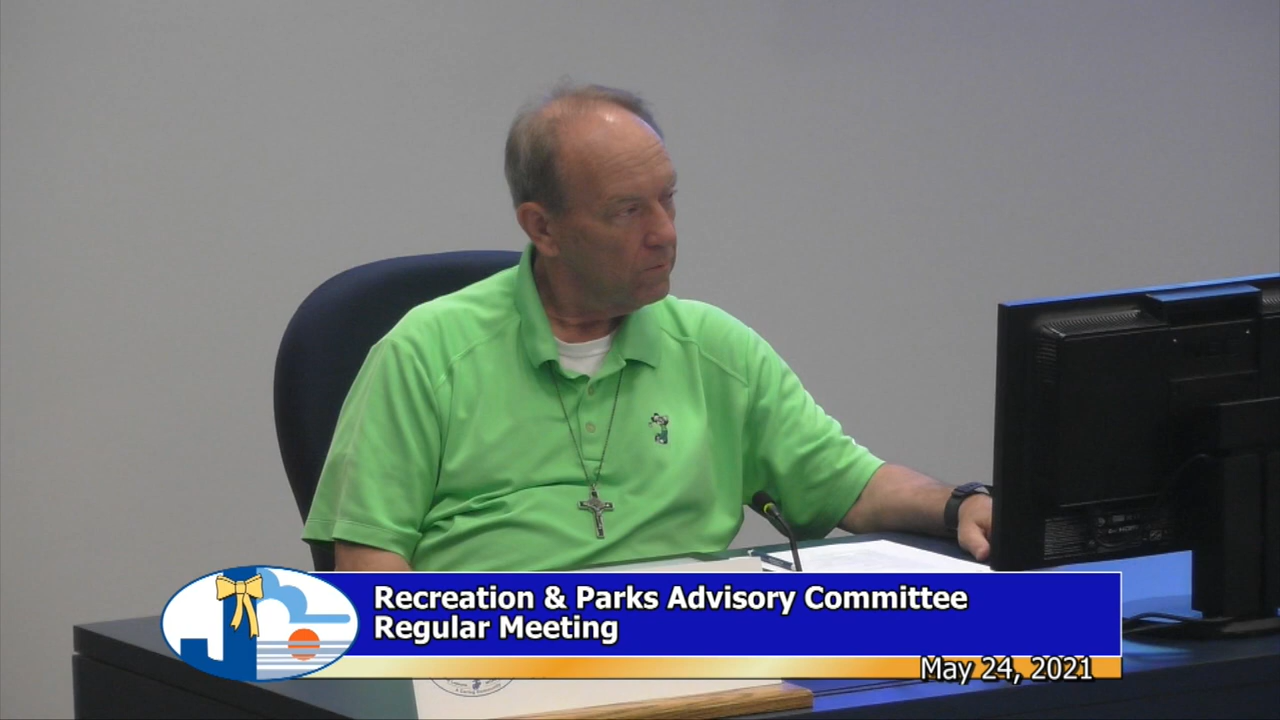 Recreation & Parks Advisory Committee
Regular Meeting
May 24, 2021